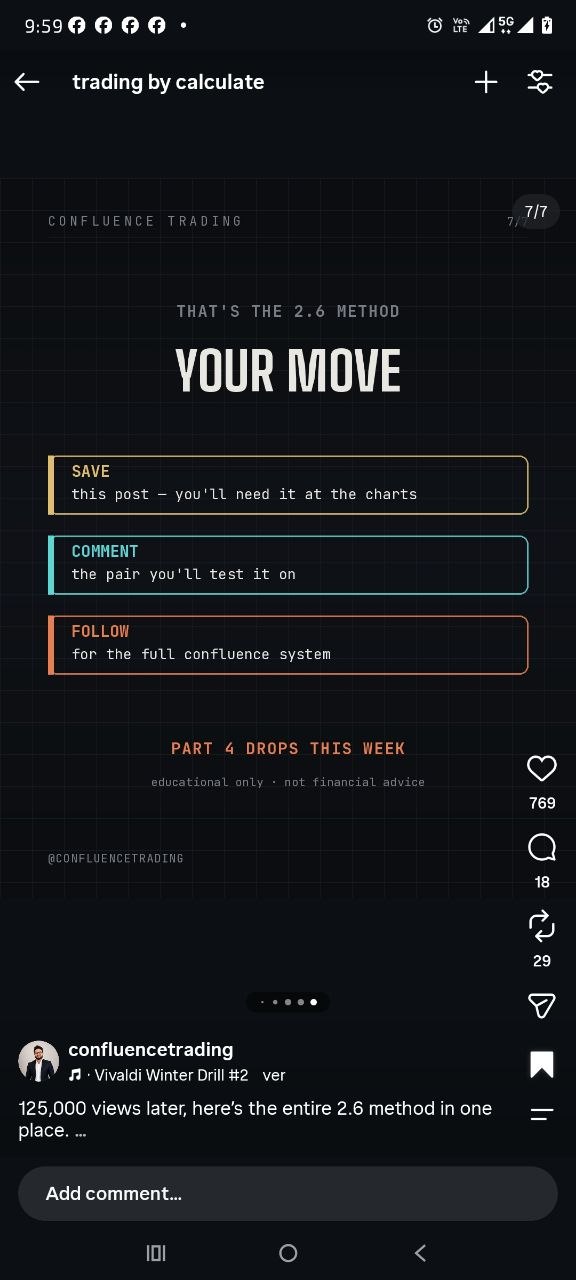 9:59
Vo LTE 5G
trading by calculate
CONFLUENCE TRADING
7/7
THAT'S THE 2.6 METHOD
YOUR MOVE
SAVE
this post — you'll need it at the charts
COMMENT
the pair you'll test it on
FOLLOW
for the full confluence system
PART 4 DROPS THIS WEEK
educational only · not financial advice
769
@CONFLUENCETRADING
18
29
confluencetrading
· Vivaldi Winter Drill #2 ver
125,000 views later, here's the entire 2.6 method in one
place. ...
Add comment...